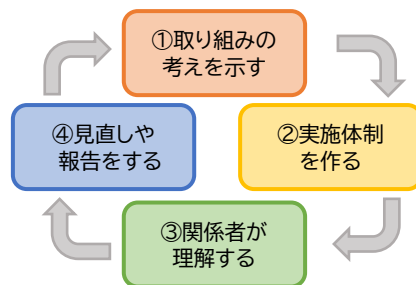 ①取り組みの
考えを示す
②実施体制
を作る
③関係者が
理解する
④見直しや
報告をする